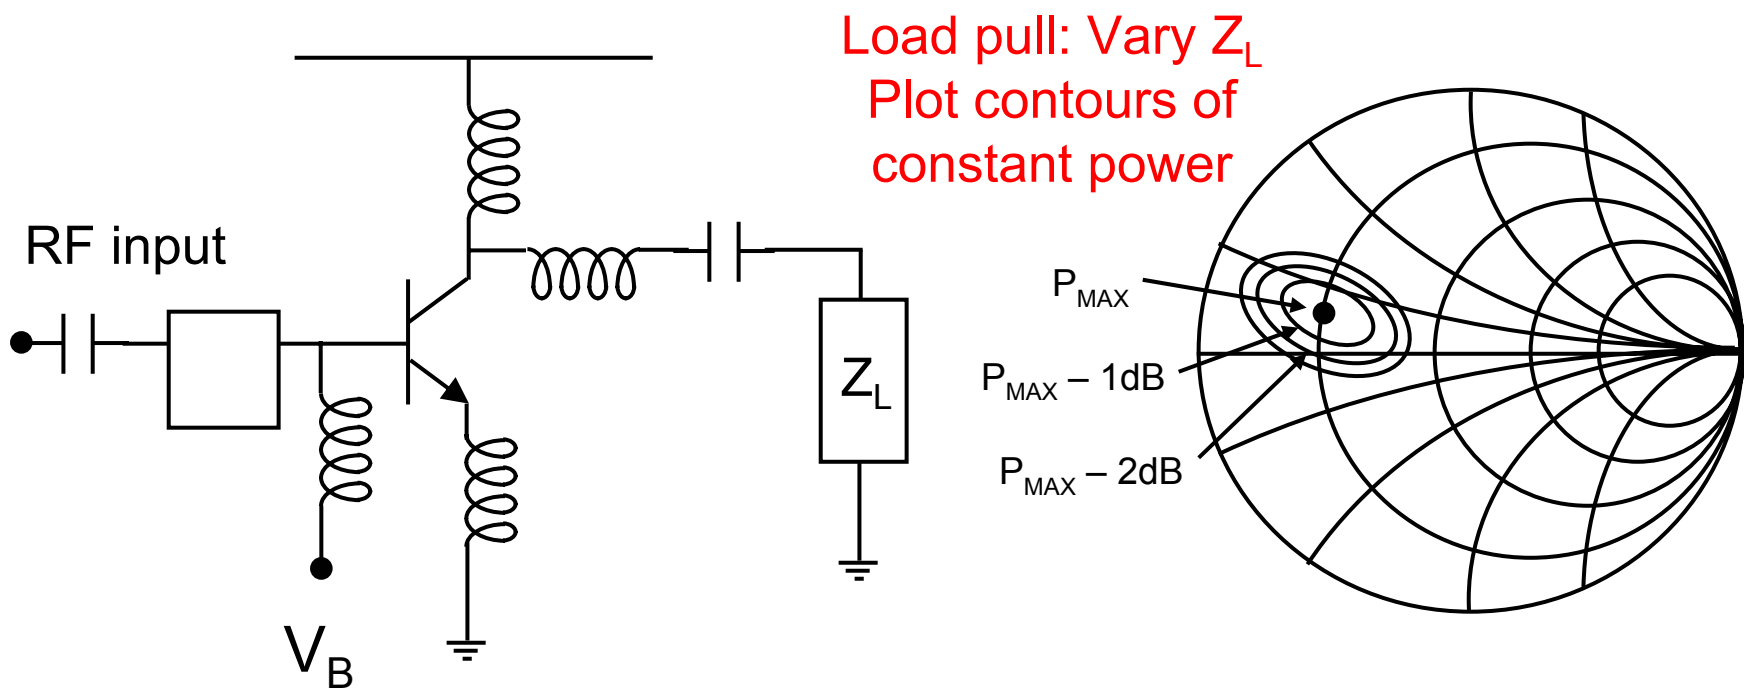 Load pull: Vary ZL
Plot contours of
constant power
RF input
PMAX
PMAX – 1dB
ZL
PMAX – 2dB
VB